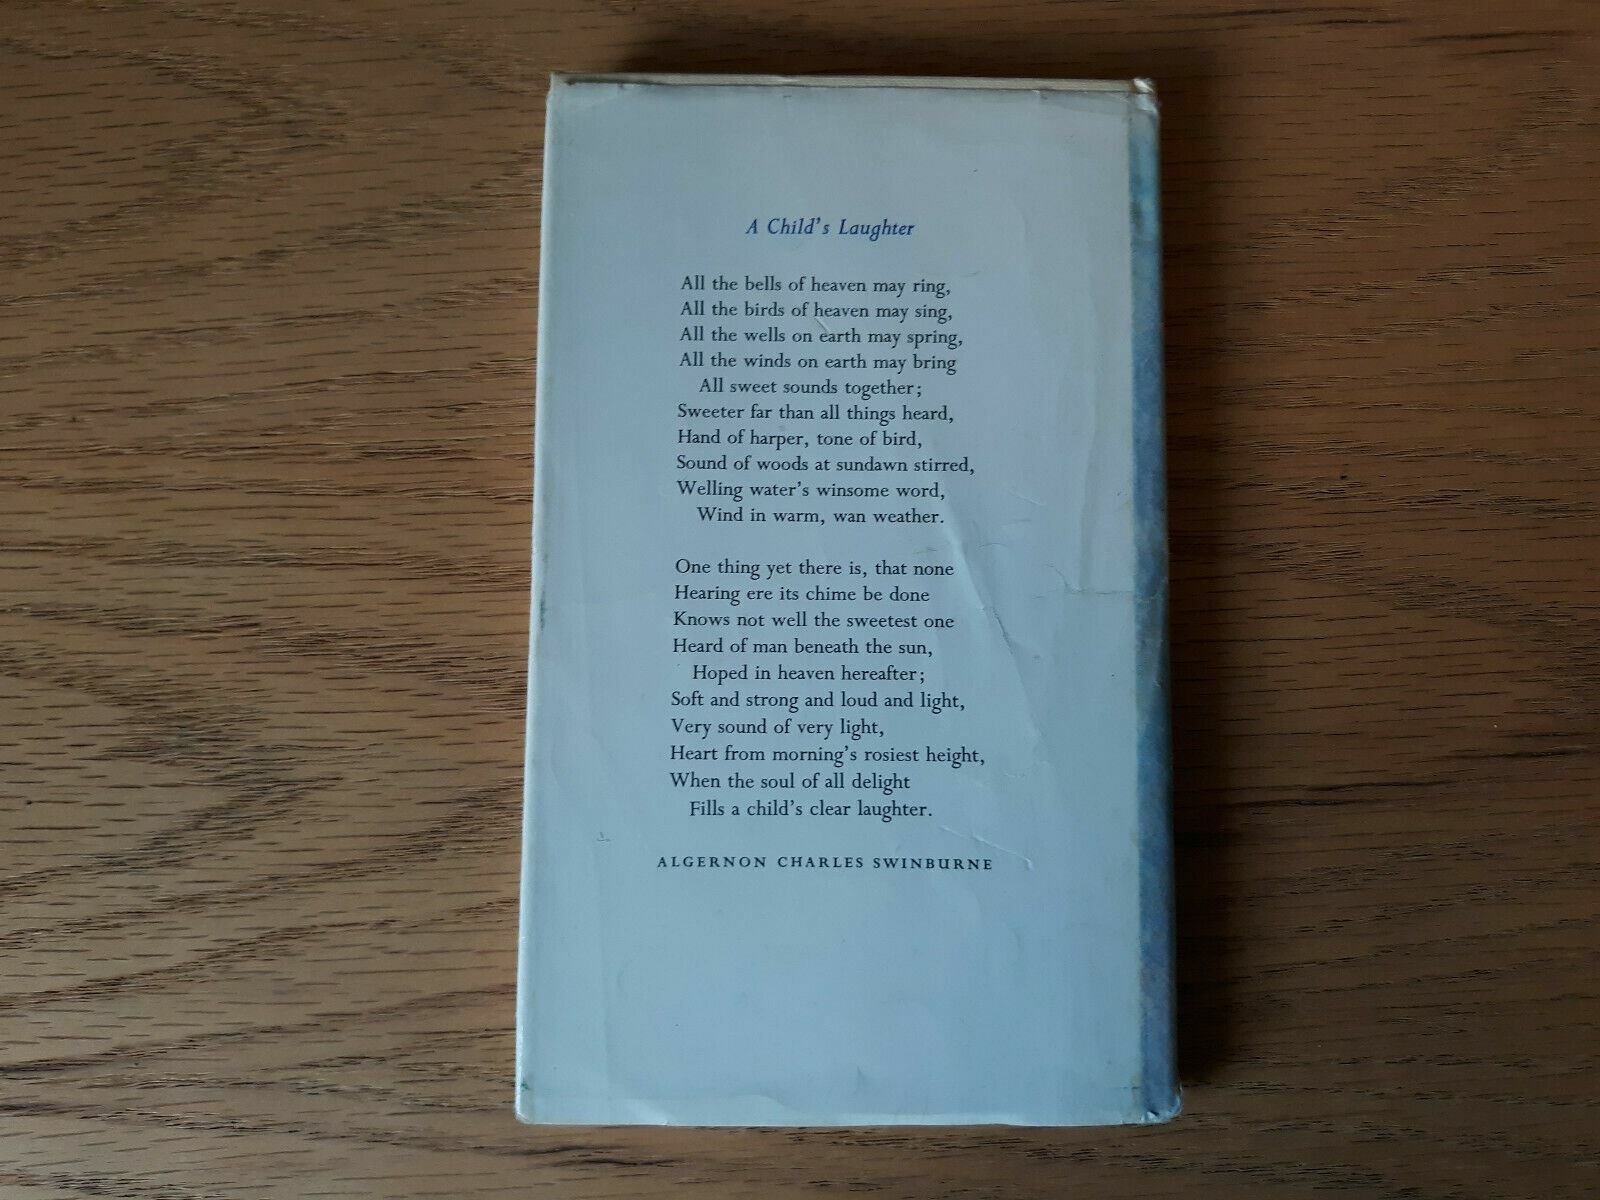 A Child's Laughter
All the bells of heaven may ring,
All the birds of heaven may sing,
All the wells on earth may spring,
All the winds on earth may bring
All sweet sounds together;
Sweeter far than all things heard,
Hand of harper, tone of bird,
Sound of woods at sundawn stirred,
Welling water's winsome word,
Wind in warm, wan weather.
One thing yet there is, that none
Hearing ere its chime be done
Knows not well the sweetest one
Heard of man beneath the sun,
Hoped in heaven hereafter;
Soft and strong and loud and light,
Very sound of very light,
Heart from morning's rosiest height,
When the soul of all delight
Fills a child's clear laughter.
ALGERNON CHARLES SWINBURNE